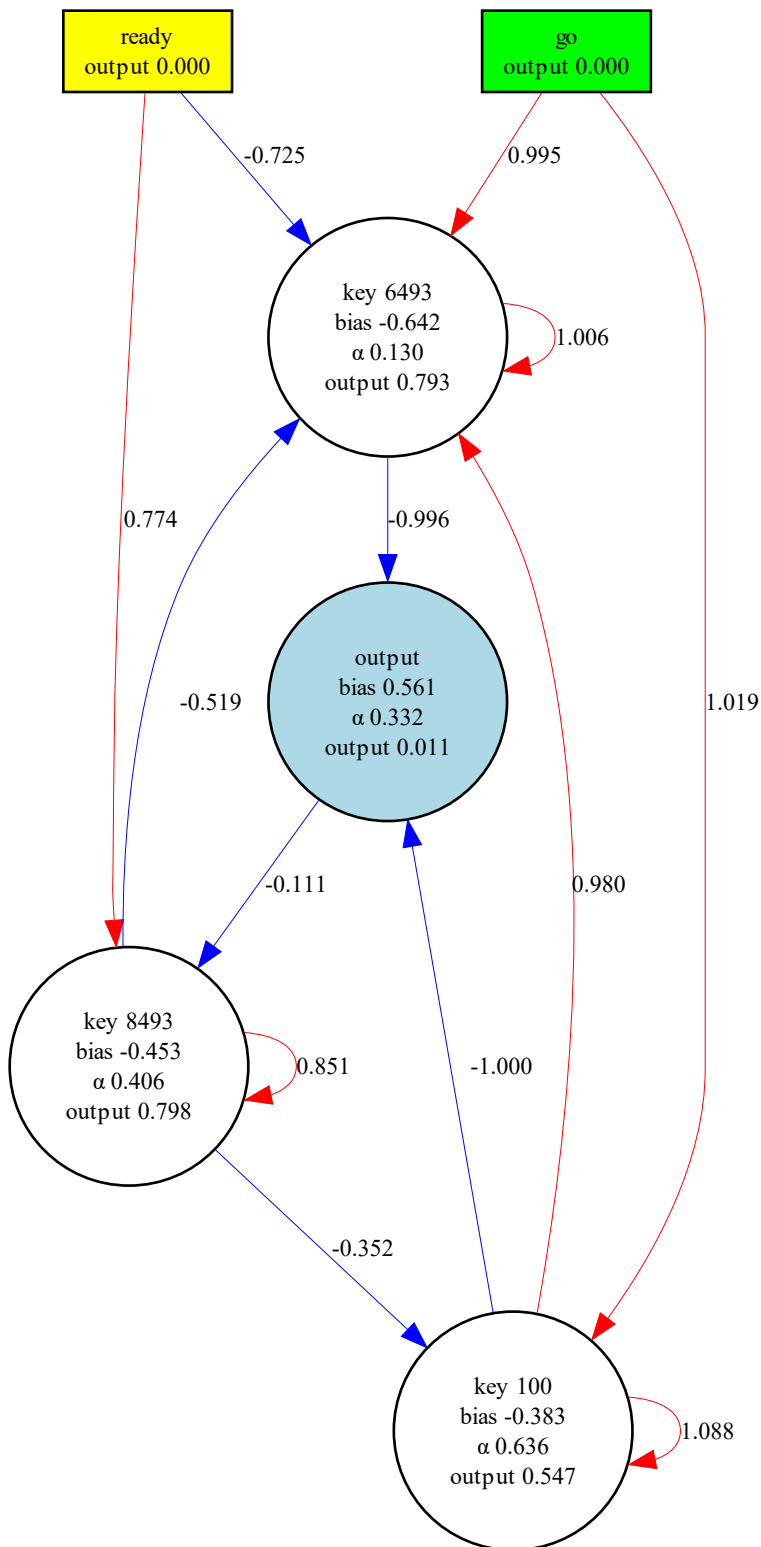 ready
output 0.000
go
output 0.000
-0.725
0.995
key 6493
bias -0.642
α 0.130
output 0.793
1.006
0.774
-0.996
-0.519
output
bias 0.561
α 0.332
output 0.011
1.019
-0.111
0.980
key 8493
bias -0.453
α 0.406
output 0.798
0.851
-1.000
-0.352
key 100
bias -0.383
α 0.636
output 0.547
1.088